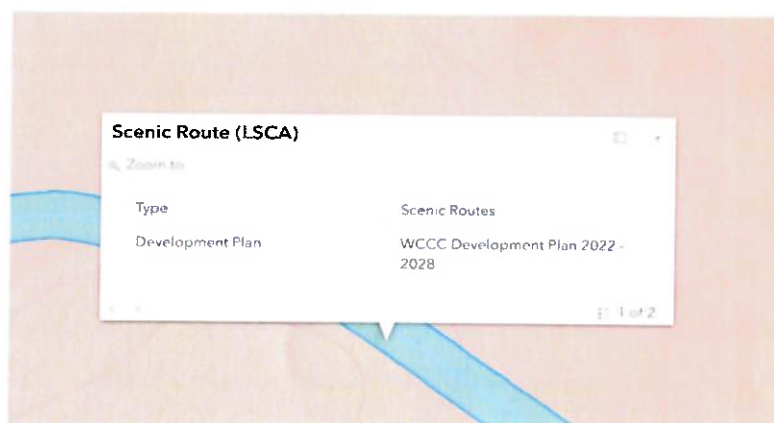 Scenic Route (LSCA)
Zoom to
Type
Scenic Routes
Development Plan
WCCC Development Plan 2022 -
2028
1 of 2